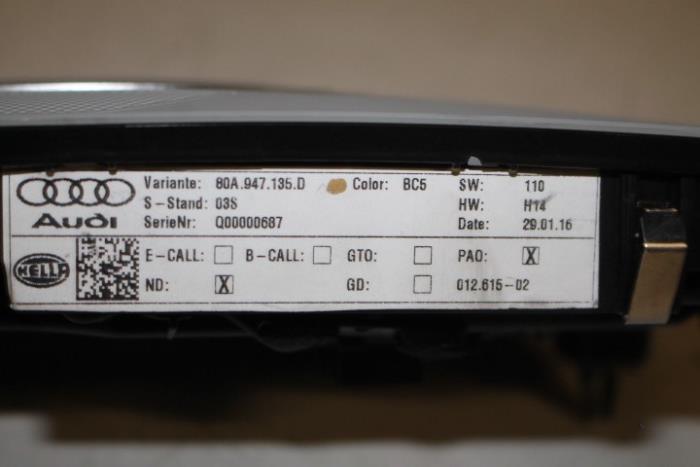 Variante: 80A.947.135.D Color: BC5 SW: 110
S-Stand: 03S HW: H14
Audi SerieNr: Q00000687 Date: 29.01.16
E-CALL: B-CALL: GTO: PAO: X
HELLA
ND: X GD: 012.615-02